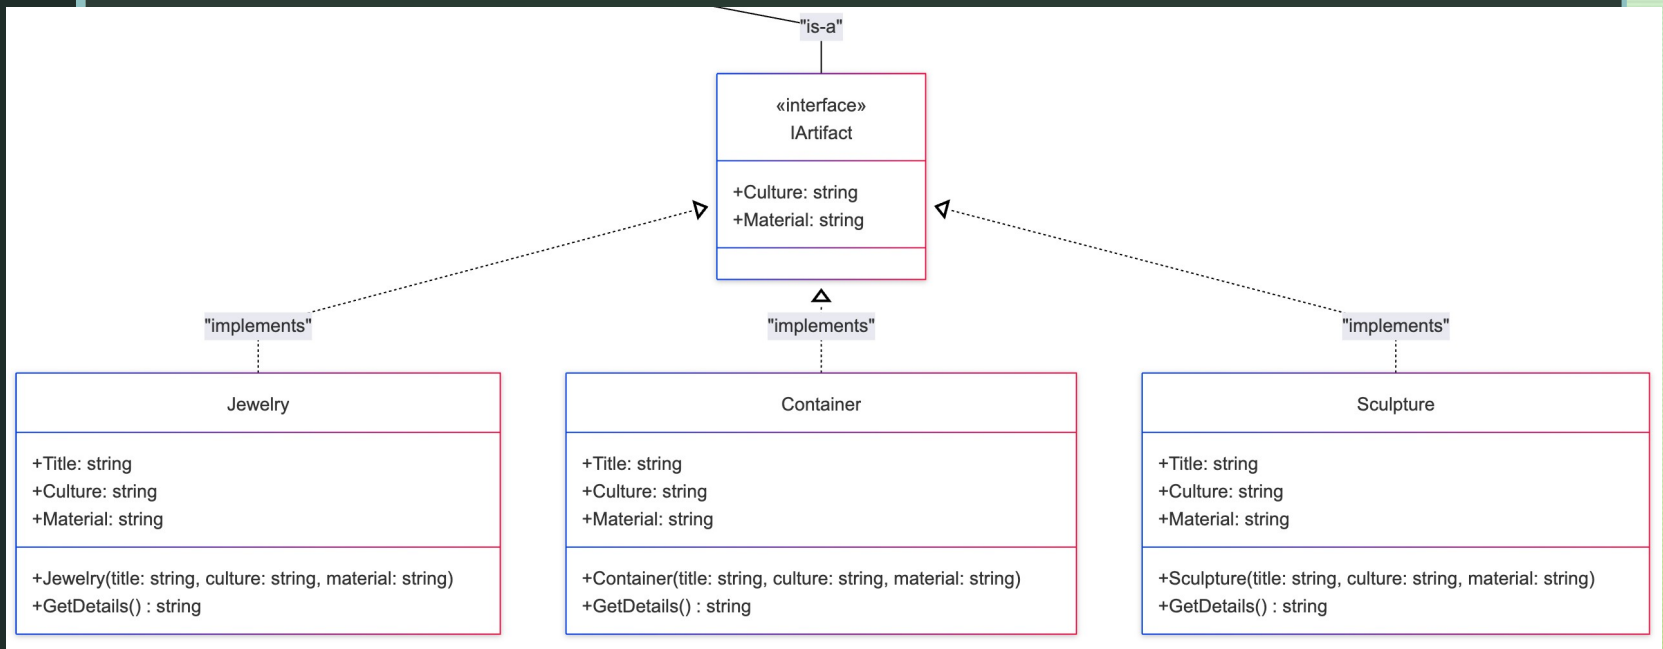 "is-a"
«interface»
IArtifact
+Culture: string
+Material: string
"implements"
"implements"
"implements"
Jewelry
+Title: string
+Culture: string
+Material: string
+Jewelry(title: string, culture: string, material: string)
+GetDetails() : string
Container
+Title: string
+Culture: string
+Material: string
+Container(title: string, culture: string, material: string)
+GetDetails() : string
Sculpture
+Title: string
+Culture: string
+Material: string
+Sculpture(title: string, culture: string, material: string)
+GetDetails() : string